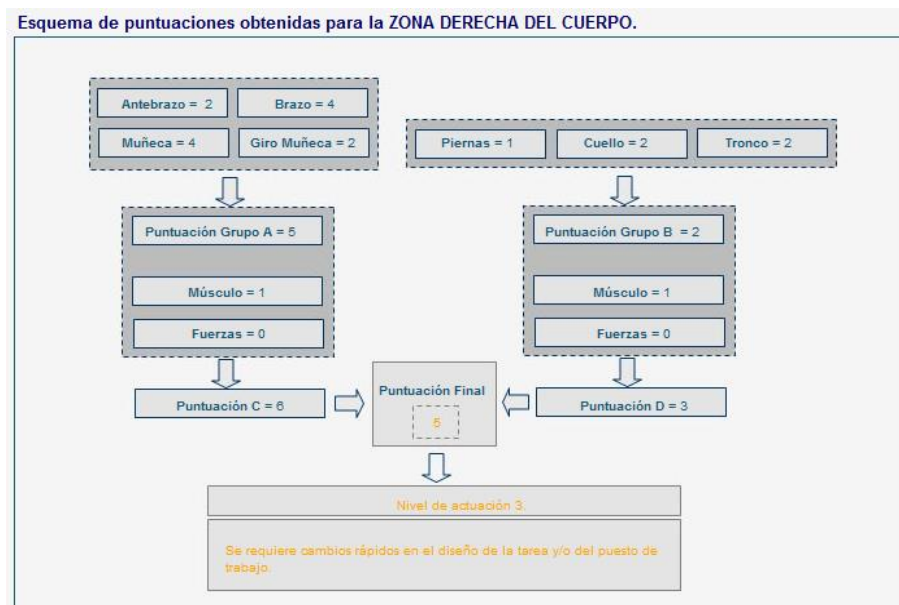 Esquema de puntuaciones obtenidas para la ZONA DERECHA DEL CUERPO.
Antebrazo = 2
Brazo = 4
Muñeca = 4
Giro Muñeca = 2
Piernas = 1
Cuello = 2
Tronco = 2
Puntuación Grupo A = 5
Músculo = 1
Fuerzas = 0
Puntuación Grupo B = 2
Músculo = 1
Fuerzas = 0
Puntuación C = 6
Puntuación Final
5
Puntuación D = 3
Nivel de actuación 3.
Se requiere cambios rápidos en el diseño de la tarea y/o del puesto de
trabajo.